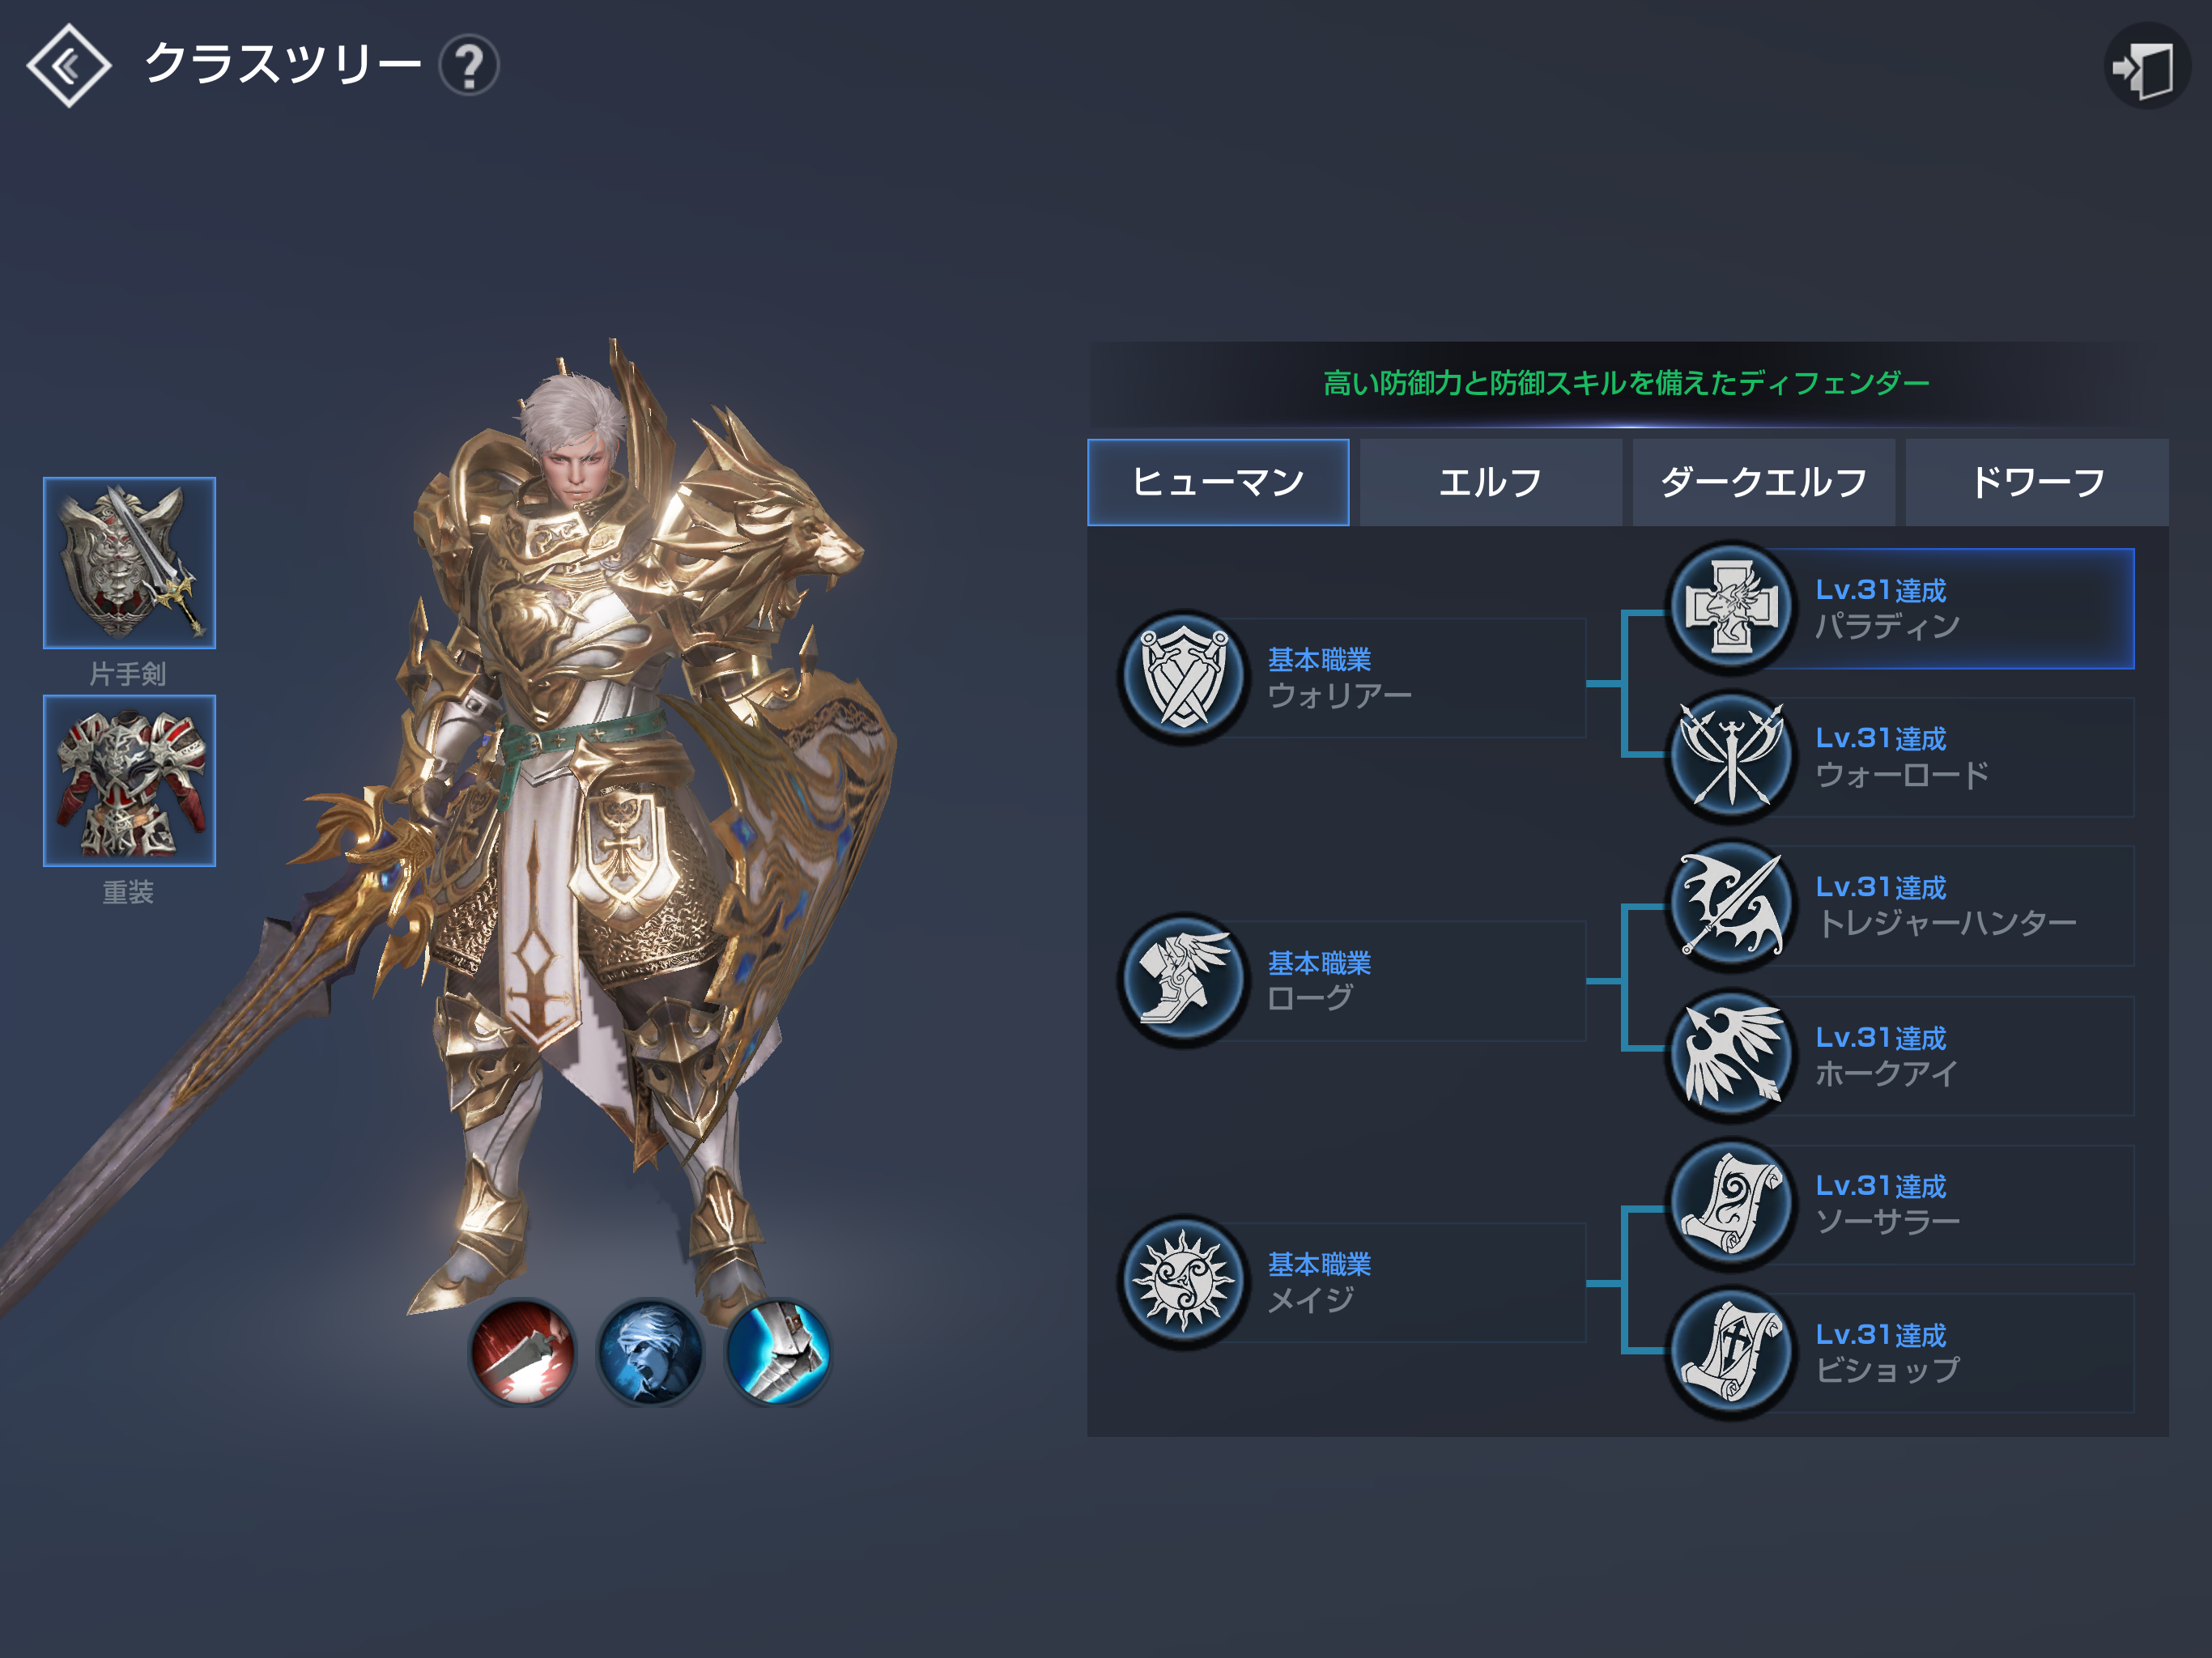 クラスツリー ?
片手剣
重装
高い防御力と防御スキルを備えたディフェンダー
ヒューマン エルフ ダークエルフ ドワーフ
基本職業
ウォリアー
Lv.31達成
パラディン
Lv.31達成
ウォーロード
基本職業
ローグ
Lv.31達成
トレジャーハンター
Lv.31達成
ホークアイ
基本職業
メイジ
Lv.31達成
ソーサラー
Lv.31達成
ビショップ